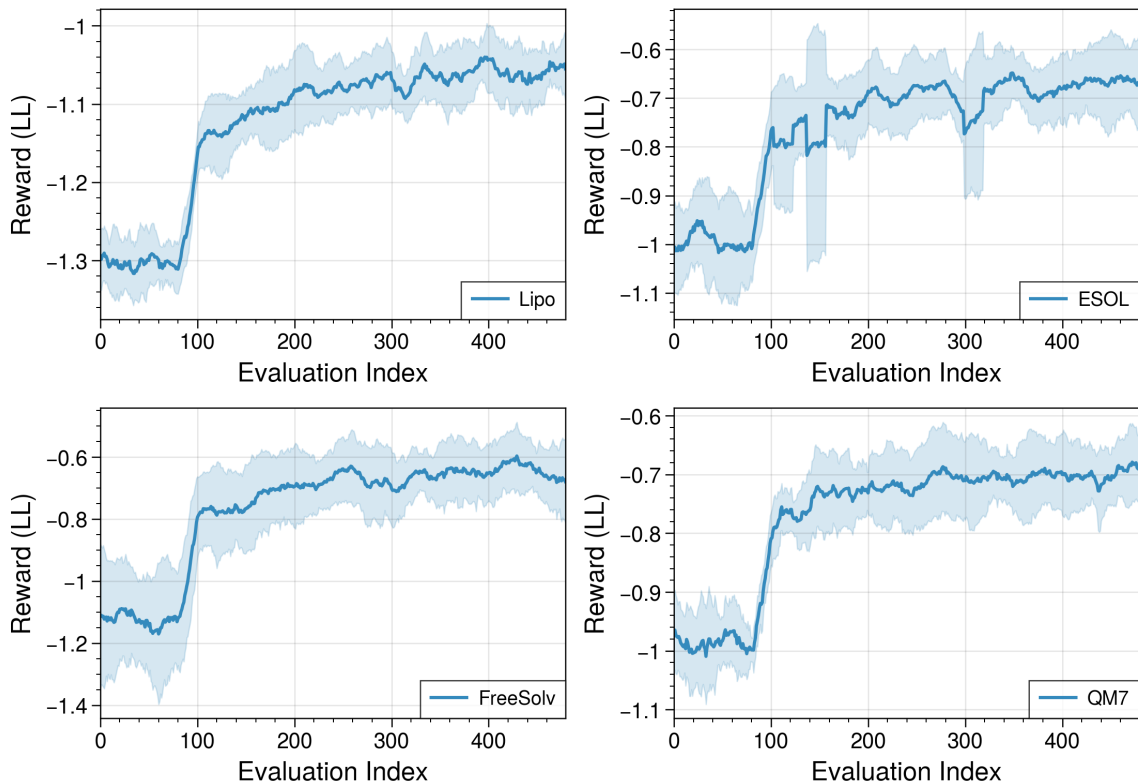 −1
−1.1
−1.2
−1.3
Reward (LL)
0 100 200 300 400
Evaluation Index
Lipo
−0.6
−0.7
−0.8
−0.9
−1
−1.1
Reward (LL)
0 100 200 300 400
Evaluation Index
ESOL
−0.6
−0.8
−1
−1.2
−1.4
Reward (LL)
0 100 200 300 400
Evaluation Index
FreeSolv
−0.6
−0.7
−0.8
−0.9
−1
−1.1
Reward (LL)
0 100 200 300 400
Evaluation Index
QM7